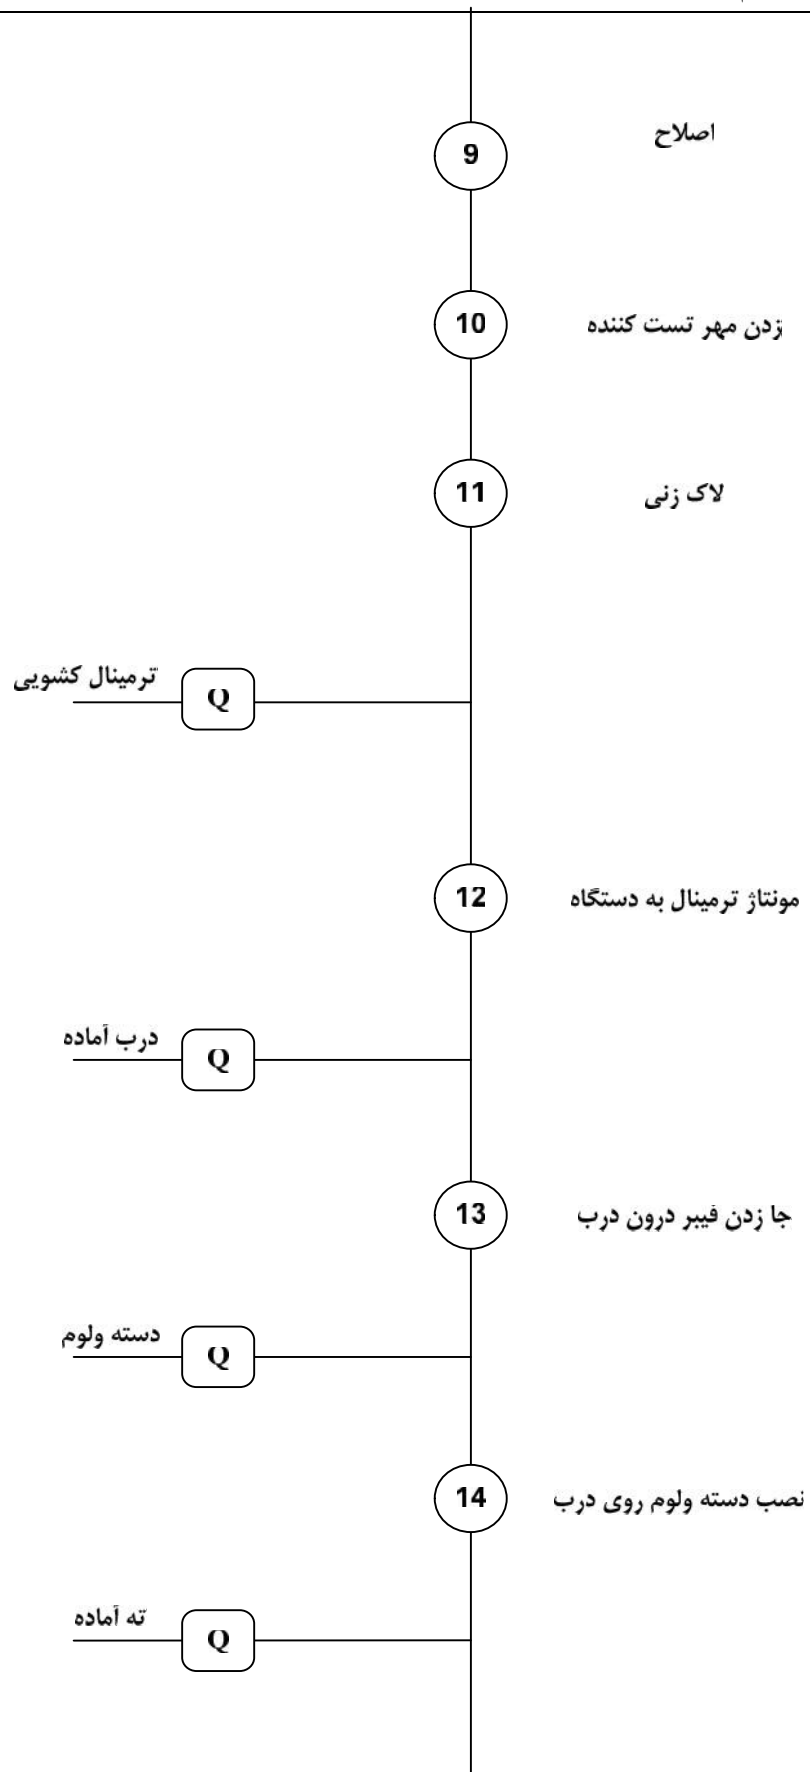 اصلاح
9
زدن مهر تست کننده
10
لاک زنی
11
ترمینال کشویی
Q
مونتاژ ترمینال به دستگاه
12
درب آماده
Q
جا زدن فیبر درون درب
13
دسته ولوم
Q
نصب دسته ولوم روی درب
14
ته آماده
Q